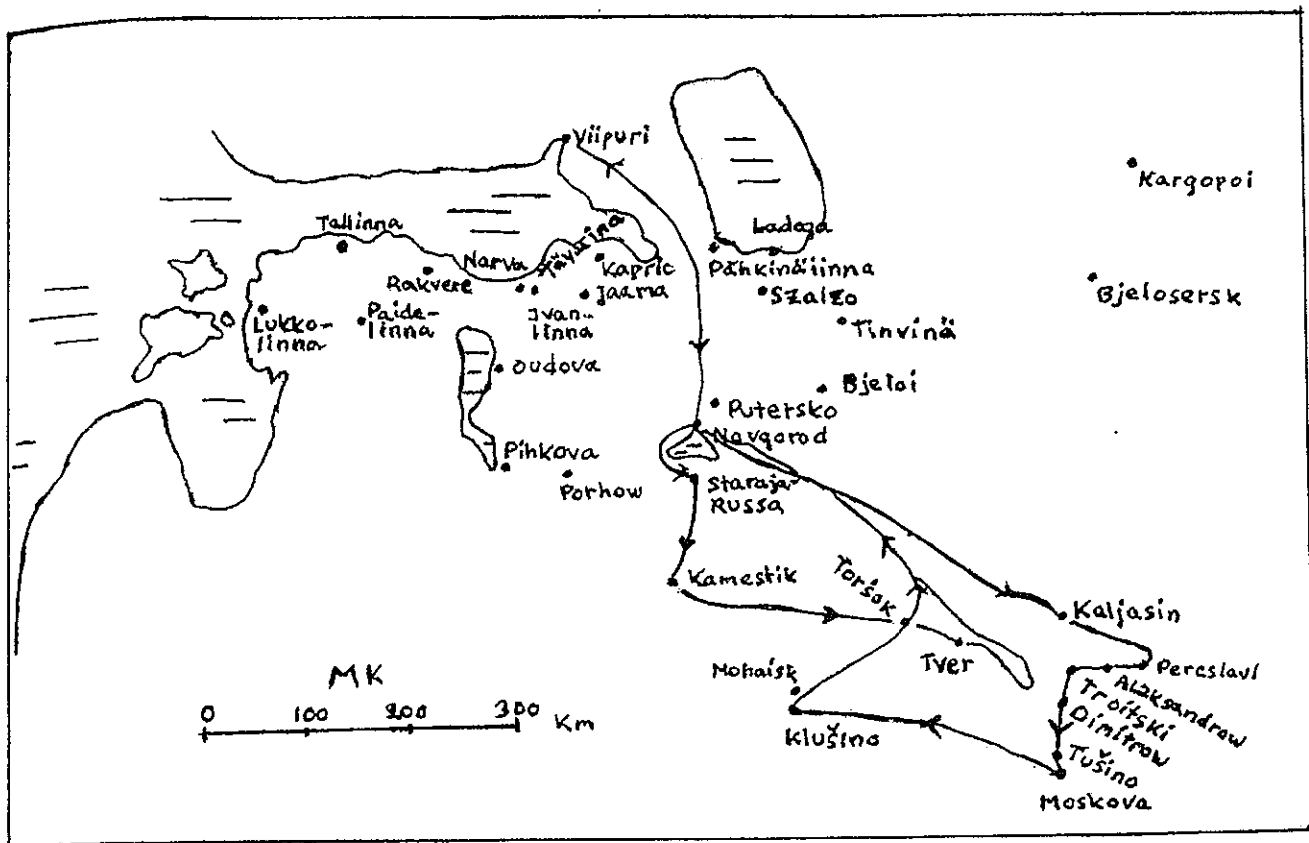 Viipuri
Kargopoi
Tallinna
Narva
Täysina
Ladoga
Rakvere
Kapric
Jaama
Pähkinäiinna
Szalzo
Bjelosersk
Lukko-
linna
Paide-
linna
Ivan-
linna
Tinvinä
Oudova
Bjeloi
Putersko
Novgorod
Pihkova
Porhow
Staraja-
Russa
Kamestik
Toršok
Kaljasin
Tver
Pereslavl
Mohaisk
Aleksandrow
Troitski
Dimitrow
Klušino
Tušino
Moskova
MK
0 100 200 300 Km